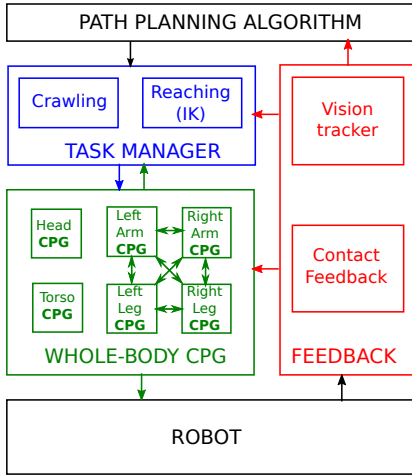 PATH PLANNING ALGORITHM
Crawling
Reaching
(IK)
TASK MANAGER
Vision
tracker
Head
CPG
Left
Arm
CPG
Right
Arm
CPG
Torso
CPG
Left
Leg
CPG
Right
Leg
CPG
WHOLE-BODY CPG
Contact
Feedback
FEEDBACK
ROBOT